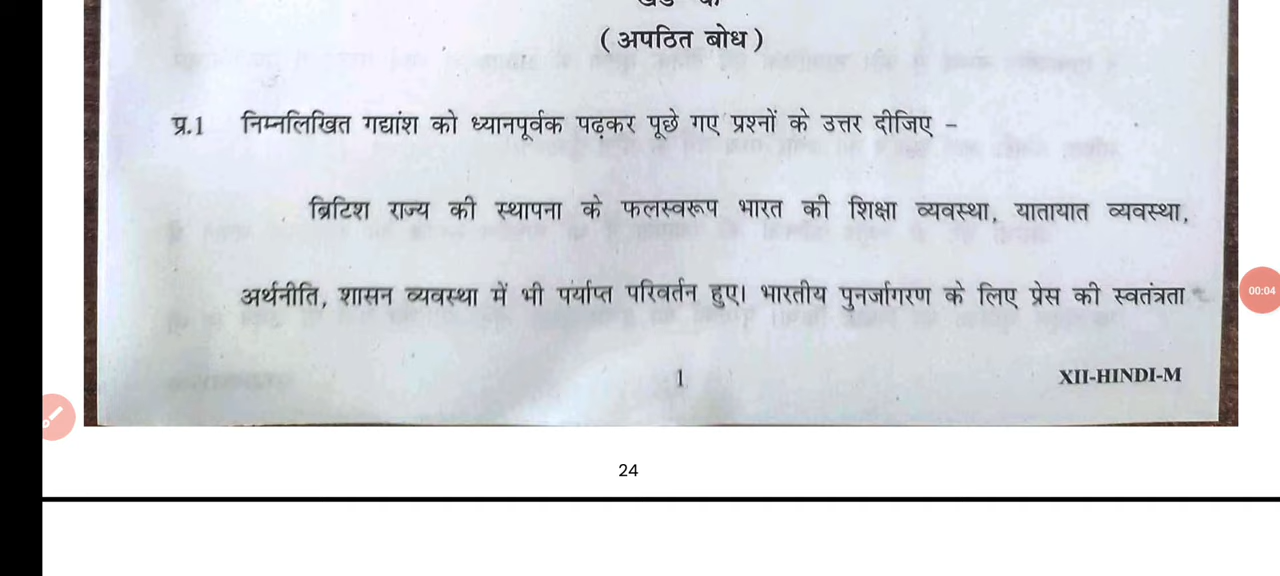 ( अपठित बोध )
प्र.1 निम्नलिखित गद्यांश को ध्यानपूर्वक पढ़कर पूछे गए प्रश्नों के उत्तर दीजिए –
ब्रिटिश राज्य की स्थापना के फलस्वरूप भारत की शिक्षा व्यवस्था, यातायात व्यवस्था,
अर्थनीति, शासन व्यवस्था में भी पर्याप्त परिवर्तन हुए। भारतीय पुनर्जागरण के लिए प्रेस की स्वतंत्रता
00:04
1 XII-HINDI-M
24